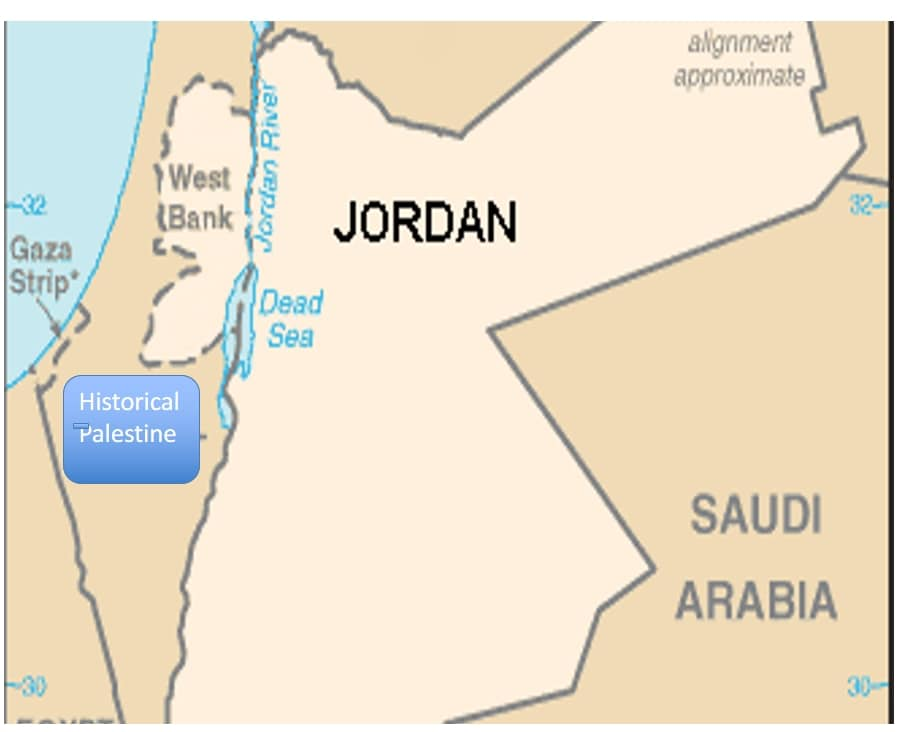 alignment
approximate
Jordan River
West
Bank
32
32
JORDAN
Gaza
Strip*
Dead
Sea
Historical
Palestine
SAUDI
ARABIA
30
30